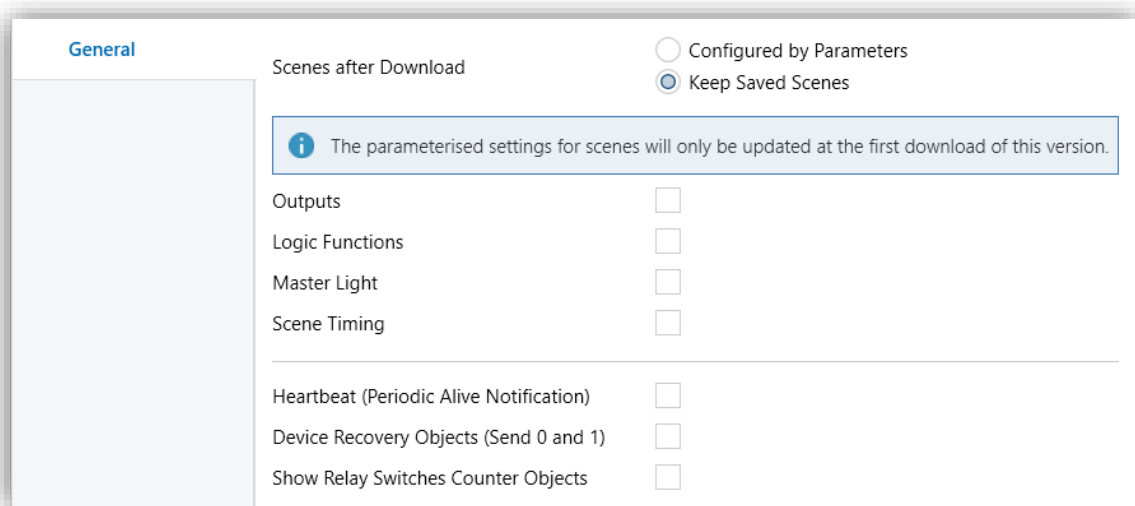 General
Scenes after Download
Configured by Parameters
Keep Saved Scenes
The parameterised settings for scenes will only be updated at the first download of this version.
Outputs
Logic Functions
Master Light
Scene Timing
Heartbeat (Periodic Alive Notification)
Device Recovery Objects (Send 0 and 1)
Show Relay Switches Counter Objects